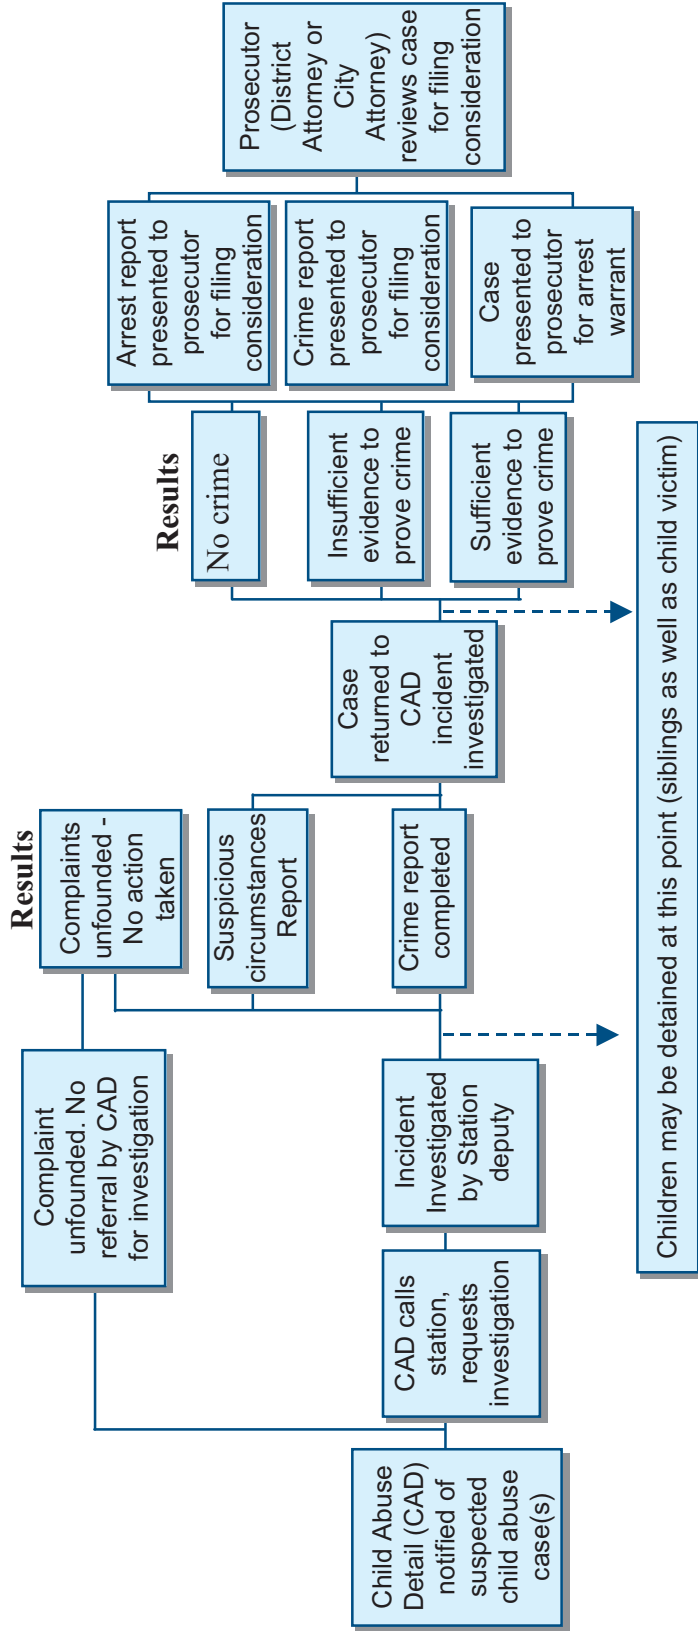 Child Abuse
Detail (CAD)
notified of
suspected
child abuse
case(s)
Complaint
unfounded. No
referral by CAD
for investigation
CAD calls
station,
requests
investigation
Incident
Investigated
by Station
deputy
Results
Complaints
unfounded -
No action
taken
Suspicious
circumstances
Report
Crime report
completed
Case
returned to
CAD
incident
investigated
Results
No crime
Insufficient
evidence to
prove crime
Sufficient
evidence to
prove crime
Arrest report
presented to
prosecutor
for filing
consideration
Crime report
presented to
prosecutor
for filing
consideration
Case
presented to
prosecutor
for arrest
warrant
Prosecutor
(District
Attorney or
City
Attorney)
reviews case
for filing
consideration
Children may be detained at this point (siblings as well as child victim)